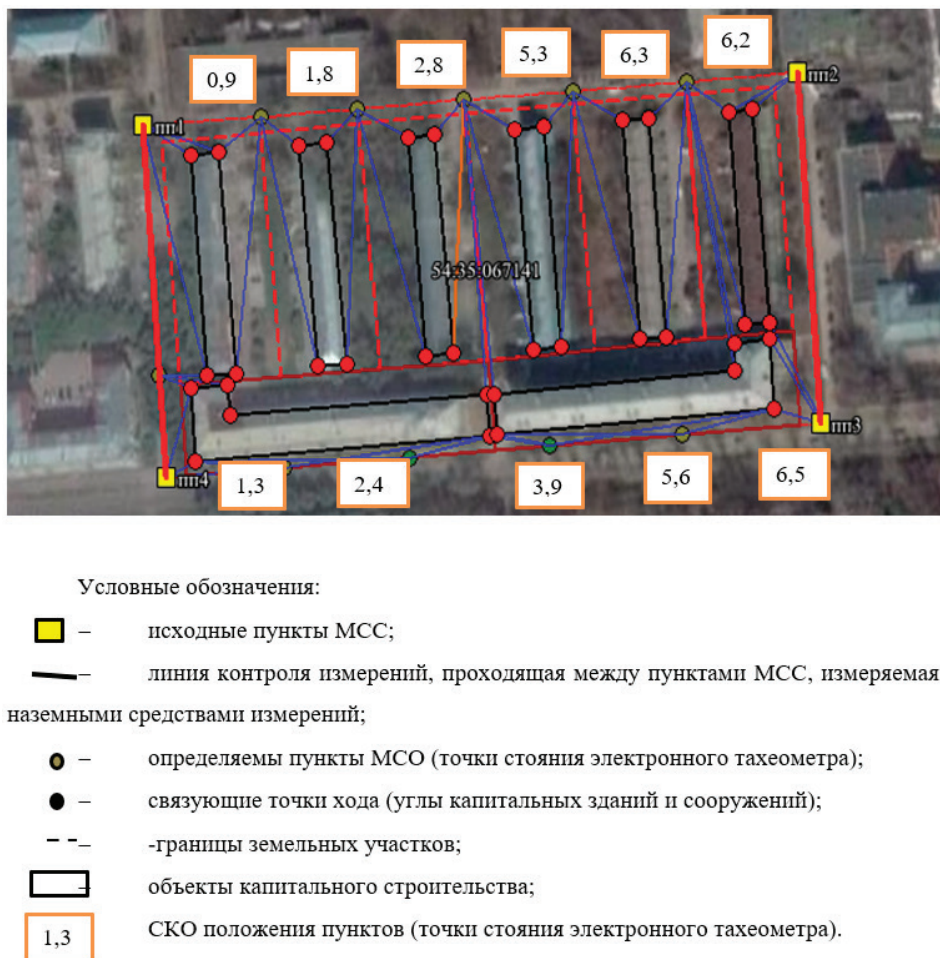 0,9
1,8
2,8
5,3
6,3
6,2
пп1
пп2
54:35:067141
пп3
пп4
1,3
2,4
3,9
5,6
6,5
Условные обозначения:
– исходные пункты МСС;
– линия контроля измерений, проходящая между пунктами МСС, измеряемая
наземными средствами измерений;
– определяемы пункты МСО (точки стояния электронного тахеометра);
– связующие точки хода (углы капитальных зданий и сооружений);
– -границы земельных участков;
– объекты капитального строительства;
1,3 СКО положения пунктов (точки стояния электронного тахеометра).